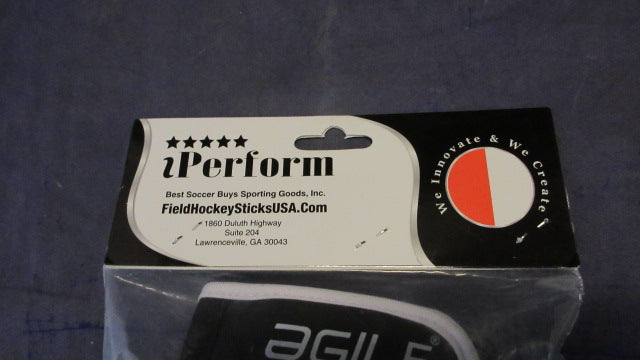 iPerform
Best Soccer Buys Sporting Goods, Inc.
FieldHockeySticksUSA.Com
1860 Duluth Highway
Suite 204
Lawrenceville, GA 30043
We Innovate & We Create
AGILE®